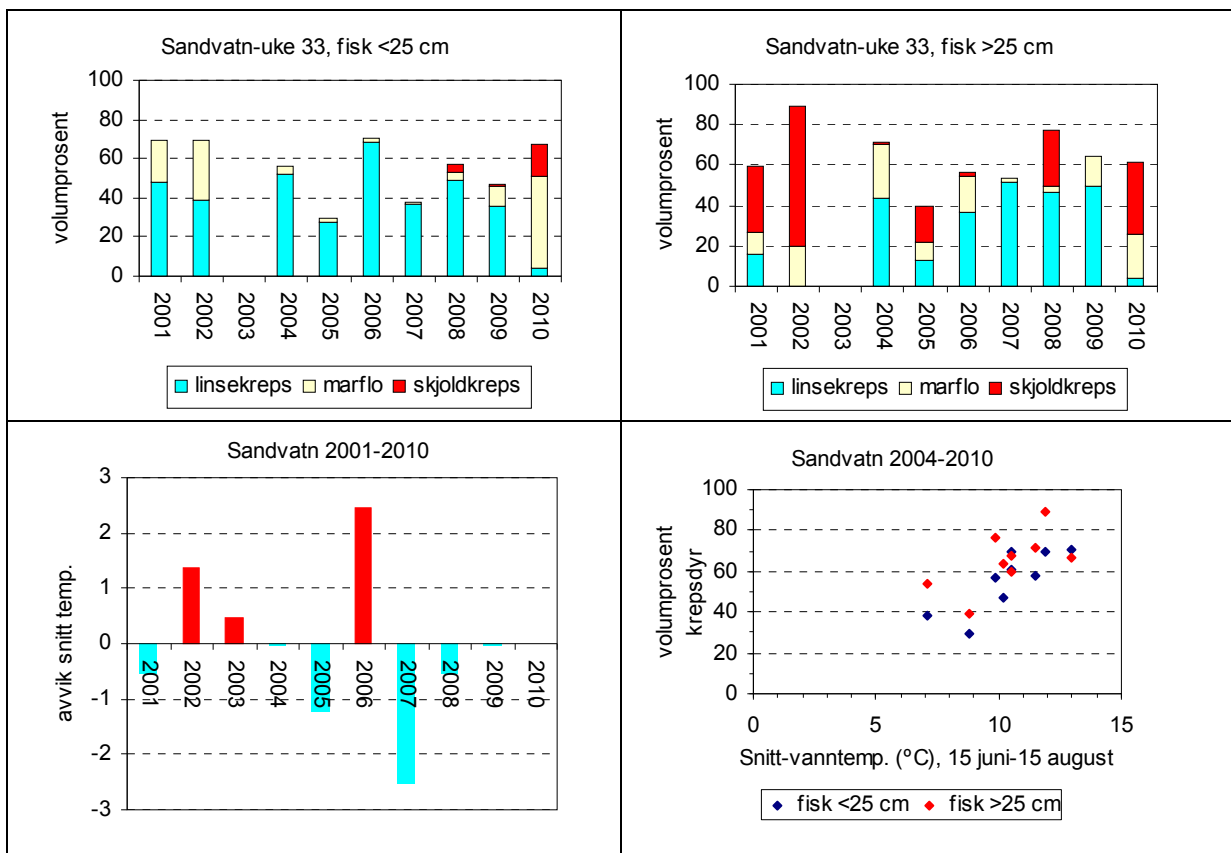 Sandvatn-uke 33, fisk <25 cm
volumprosent
100
80
60
40
20
0
2001 2002 2003 2004 2005 2006 2007 2008 2009 2010
linsekreps marflo skjoldkreps
Sandvatn-uke 33, fisk >25 cm
volumprosent
100
80
60
40
20
0
2001 2002 2003 2004 2005 2006 2007 2008 2009 2010
linsekreps marflo skjoldkreps
Sandvatn 2001-2010
avvik snitt temp.
3
2
1
0
-1
-2
-3
2001 2002 2003 2004 2005 2006 2007 2008 2009 2010
Sandvatn 2004-2010
volumprosent
krepsdyr
100
80
60
40
20
0
0 5 10 15
Snitt-vanntemp. (ºC), 15 juni-15 august
fisk <25 cm fisk >25 cm